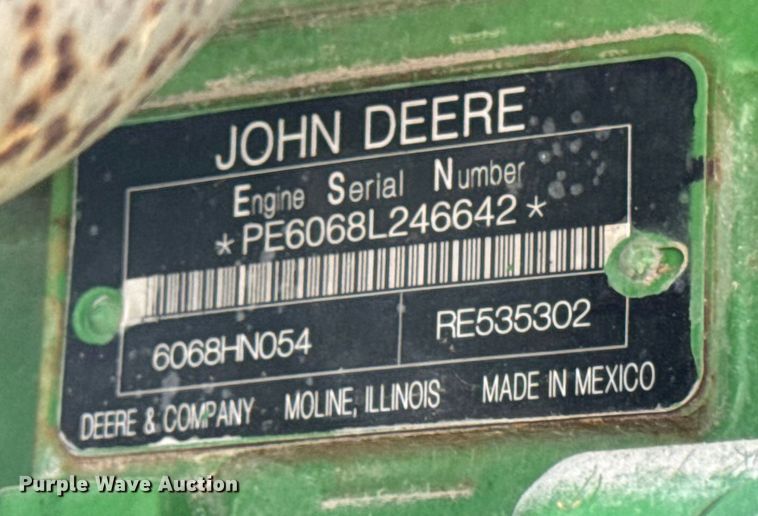 JOHN DEERE
Engine Serial Number
*PE6068L246642*
6068HN054 RE535302
DEERE & COMPANY MOLINE, ILLINOIS MADE IN MEXICO
Purple Wave Auction